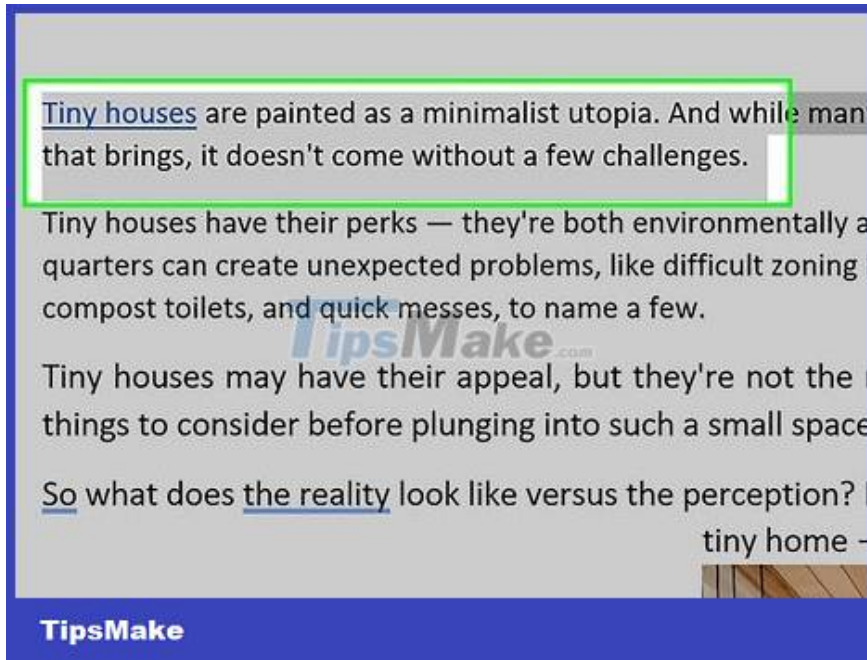 Tiny houses are painted as a minimalist utopia. And while man
that brings, it doesn't come without a few challenges.
Tiny houses have their perks — they're both environmentally a
quarters can create unexpected problems, like difficult zoning
compost toilets, and quick messes, to name a few.
TipsMake.com
Tiny houses may have their appeal, but they're not the
things to consider before plunging into such a small space
So what does the reality look like versus the perception?
tiny home -
TipsMake